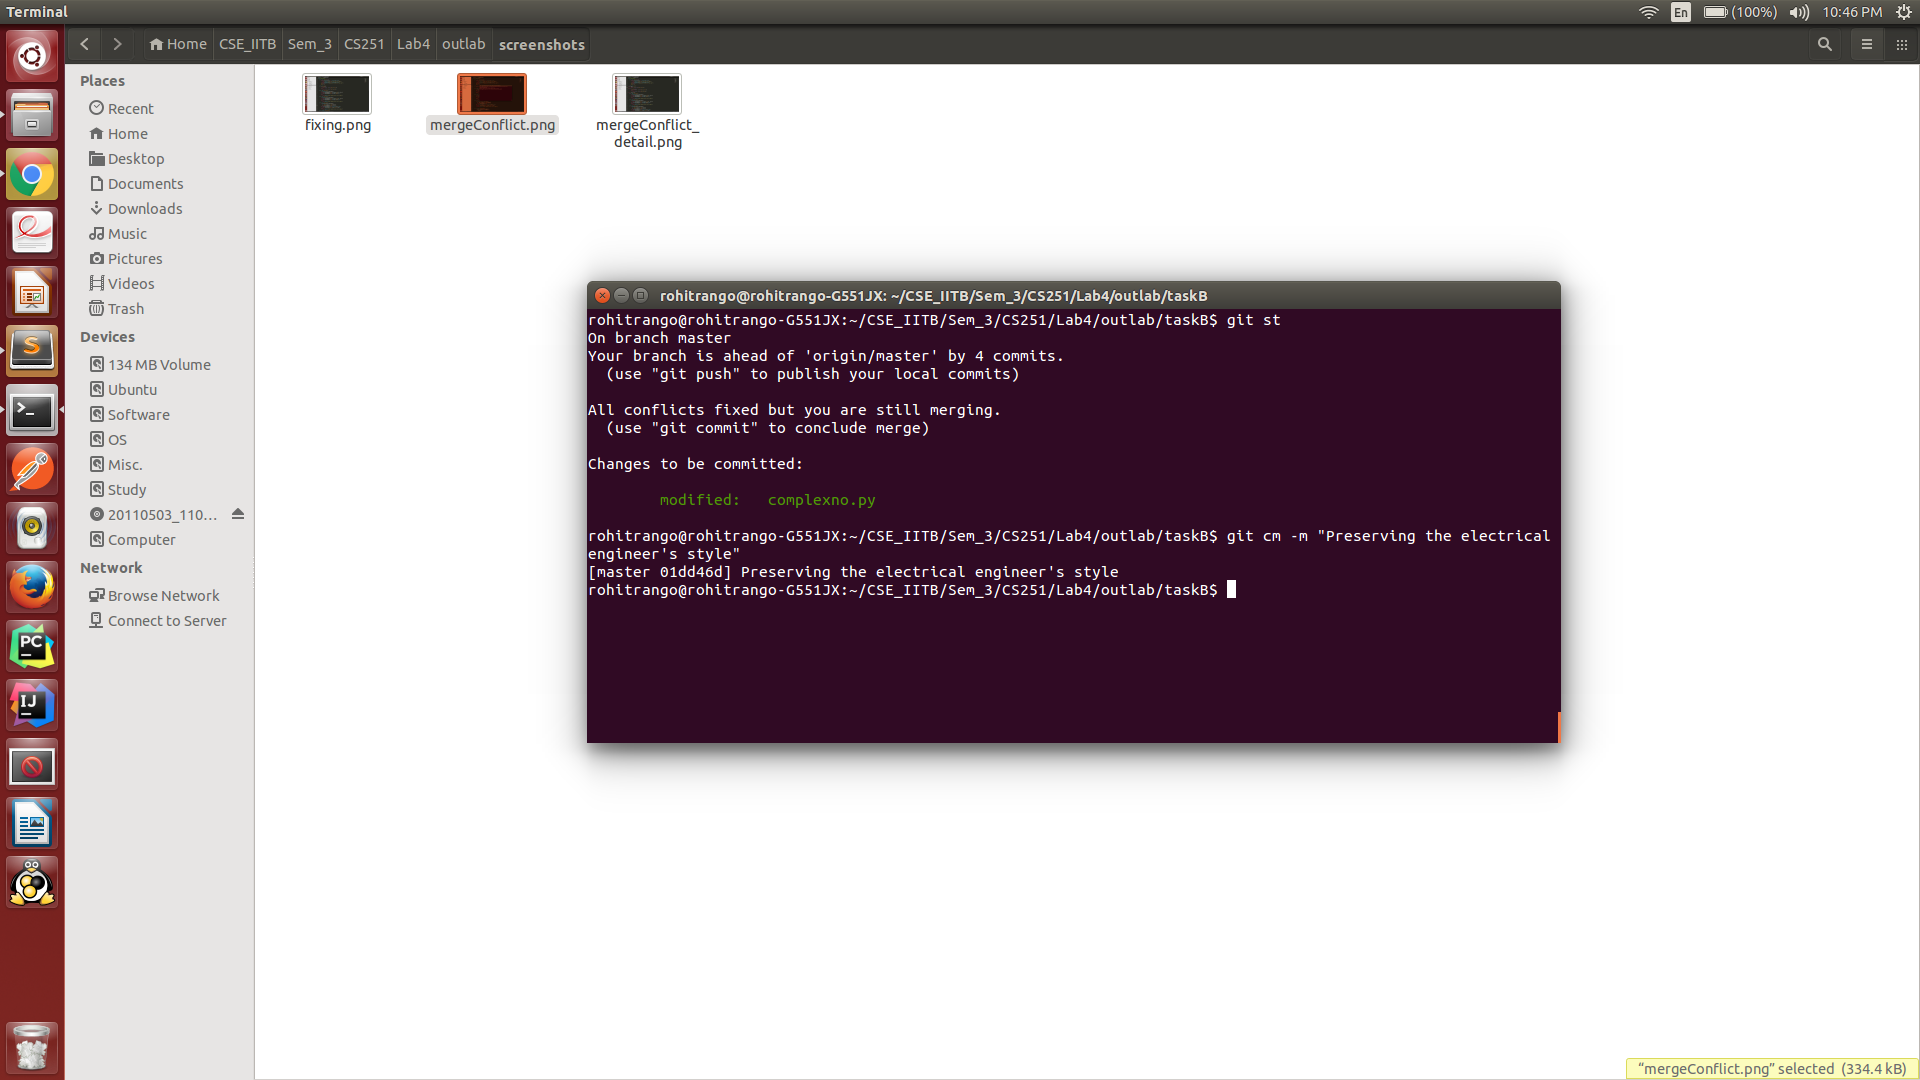 Terminal
En
(100%)
10:46 PM
Home CSE_IITB Sem_3 CS251 Lab4 outlab screenshots
Places
Recent
Home
Desktop
Documents
Downloads
Music
Pictures
Videos
Trash
Devices
134 MB Volume
Ubuntu
Software
OS
Misc.
Study
20110503_110...
Computer
Network
Browse Network
Connect to Server
fixing.png
mergeConflict.png
mergeConflict_
detail.png
rohitrango@rohitrango-G551JX: ~/CSE_IITB/Sem_3/CS251/Lab4/outlab/taskB
rohitrango@rohitrango-G551JX:~/CSE_IITB/Sem_3/CS251/Lab4/outlab/taskB$ git st
On branch master
Your branch is ahead of 'origin/master' by 4 commits.
  (use "git push" to publish your local commits)
All conflicts fixed but you are still merging.
  (use "git commit" to conclude merge)
Changes to be committed:
        modified:   complexno.py
rohitrango@rohitrango-G551JX:~/CSE_IITB/Sem_3/CS251/Lab4/outlab/taskB$ git cm -m "Preserving the electrical
engineer's style"
[master 01dd46d] Preserving the electrical engineer's style
rohitrango@rohitrango-G551JX:~/CSE_IITB/Sem_3/CS251/Lab4/outlab/taskB$
S
>_
PC
IJ
“mergeConflict.png” selected (334.4 kB)